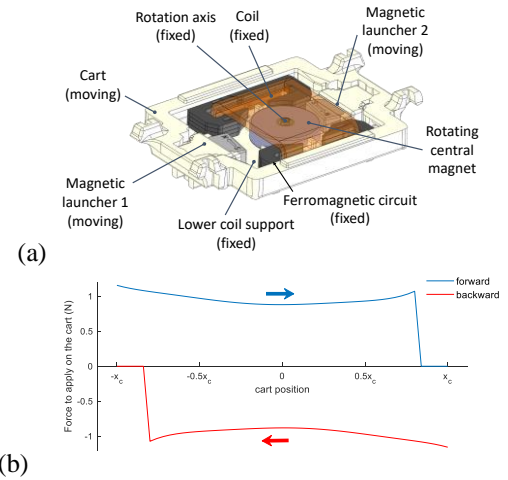 Rotation axis
(fixed)
Coil
(fixed)
Magnetic
launcher 2
(moving)
Cart
(moving)
Rotating
central
magnet
Magnetic
launcher 1
(moving)
Lower coil support
(fixed)
Ferromagnetic circuit
(fixed)
(a)
forward
backward
Force to apply on the cart (N)
1
0.5
0
-0.5
-1
-x_c
-0.5x_c
0
0.5x_c
x_c
cart position
(b)